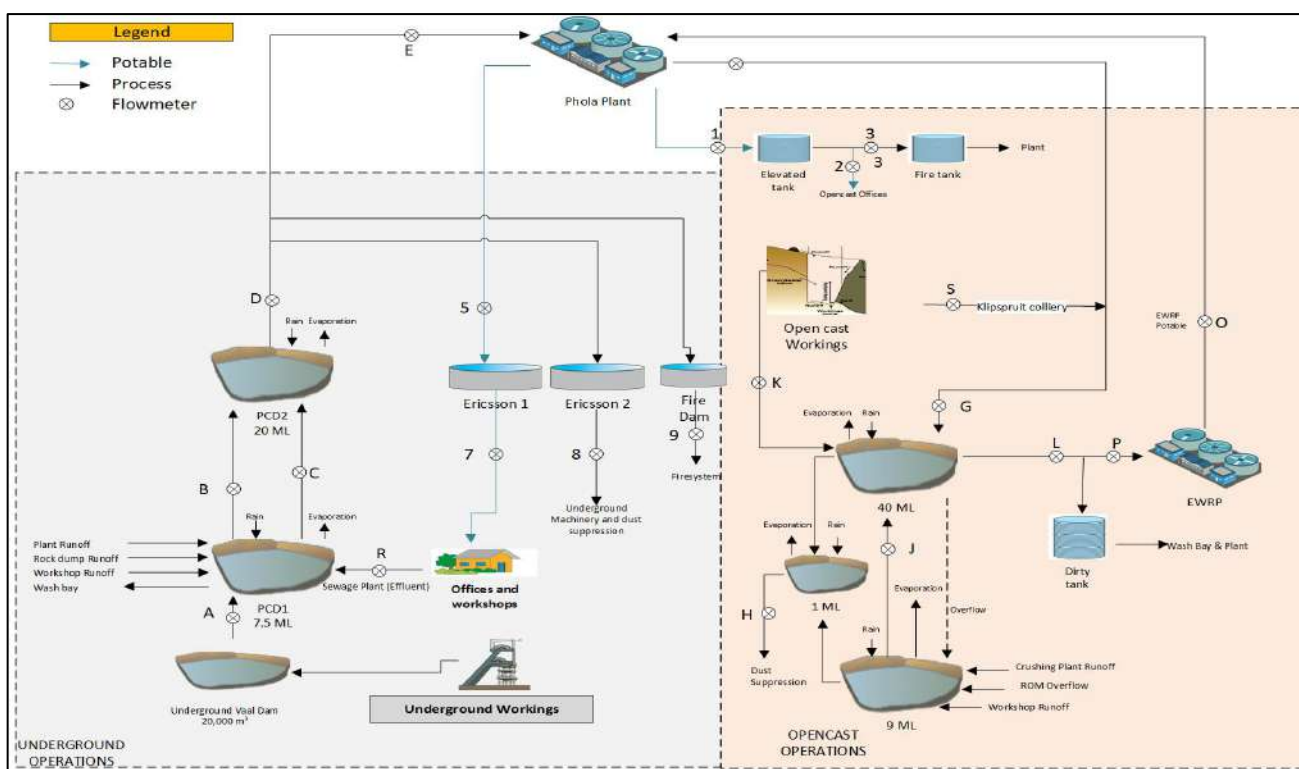 Legend
Potable
Process
Flowmeter
E
Phola Plant
1
3
3
2
Elevated
tank
Fire tank
Plant
Opencast Offices
D
Rain
Evaporation
5
S
Klipspruit colliery
Open cast
Workings
EWRP
Potable
O
PCD2
20 ML
Ericsson 1
Ericsson 2
Fire
Dam
K
G
Evaporation
Rain
B
C
7
8
9
Firesystem
L
P
40 ML
EWRP
Underground
Machinery and dust
suppression
Rain
Evaporation
Plant Runoff
Rock dump Runoff
Workshop Runoff
Wash bay
R
Sewage Plant (Effluent)
Offices and
workshops
PCD1
7.5 ML
A
Evaporation
Rain
J
Dirty
tank
Wash Bay & Plant
1 ML
H
Evaporation
Overflow
Rain
Dust
Suppression
Crushing Plant Runoff
ROM Overflow
Workshop Runoff
9 ML
Underground Vaal Dam
20,000 m³
Underground Workings
UNDERGROUND
OPERATIONS
OPENCAST
OPERATIONS